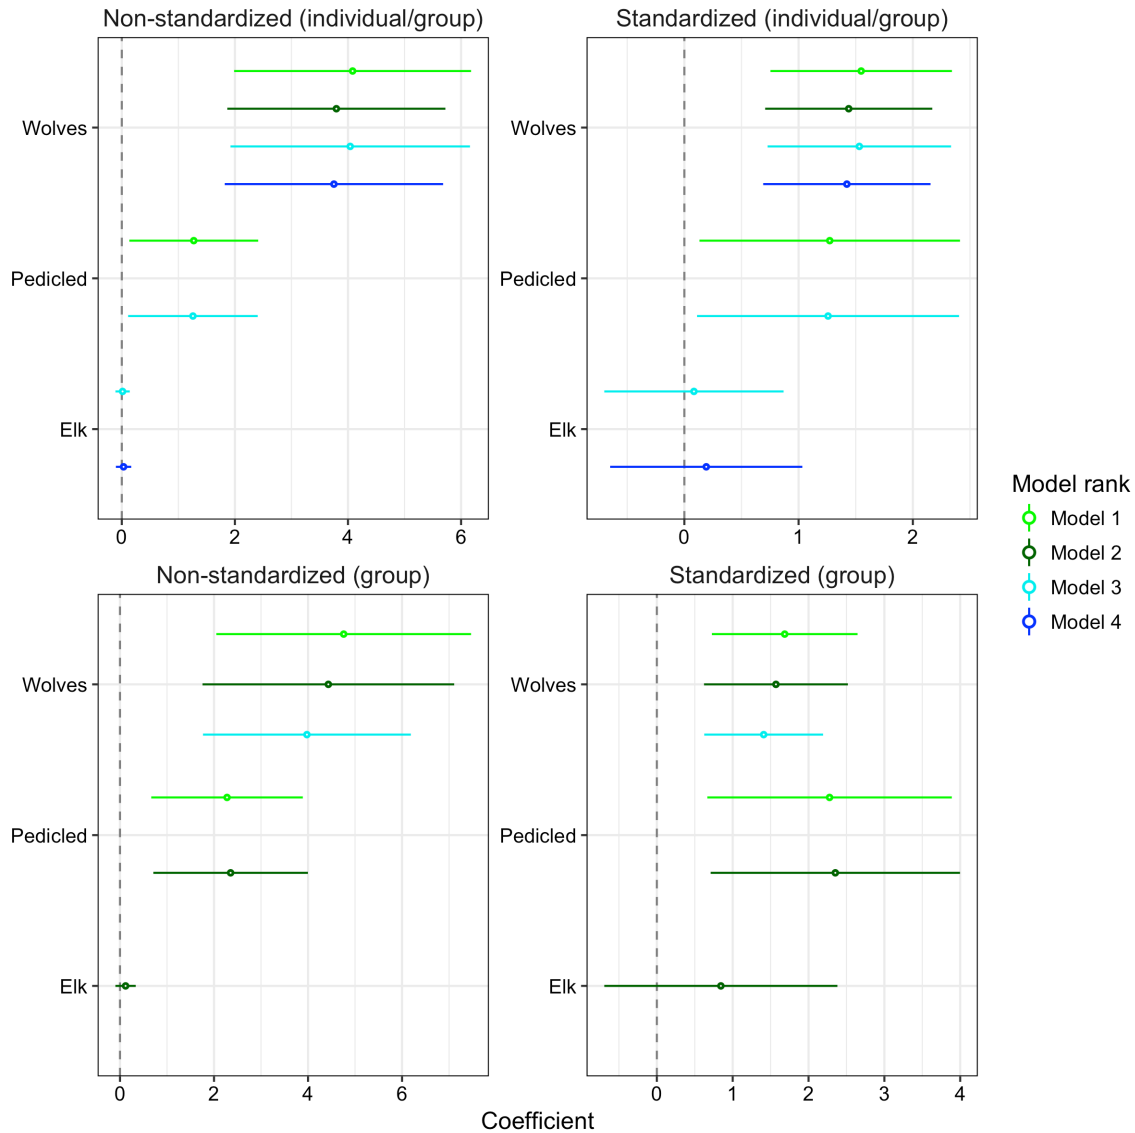 Non-standardized (individual/group)
Standardized (individual/group)
Wolves
Pedicled
Elk
0 2 4 6
Wolves
Pedicled
Elk
0 1 2
Non-standardized (group)
Standardized (group)
Wolves
Pedicled
Elk
0 2 4 6
Wolves
Pedicled
Elk
0 1 2 3 4
Coefficient
Model rank
Model 1
Model 2
Model 3
Model 4